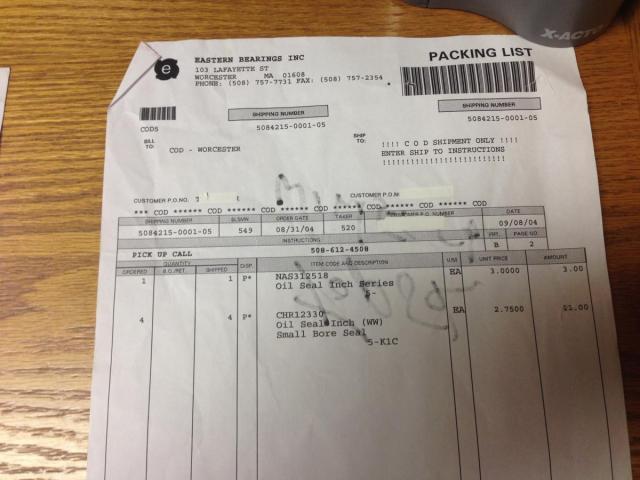 X-ACTO
e
EASTERN BEARINGS INC
103 LAFAYETTE ST
WORCESTER MA 01608
PHONE: (508) 757-7731 FAX: (508) 757-2354
PACKING LIST
SHIPPING NUMBER
5084215-0001-05
SHIPPING NUMBER
5084215-0001-05
CODS
BILL TO: COD - WORCESTER
SHIP TO: !!!! C O D SHIPMENT ONLY !!!!
ENTER SHIP TO INSTRUCTIONS
!!!!!!!!!!!!!!!!!!!!!!!!!!
CUSTOMER P.O.NO. CUSTOMER P.O.N
*** COD ****** COD ****** COD ****** COD ****** COD ****** COD ****** COD
SHIPPING NUMBER SLSMN ORDER DATE TAKER CUSTOMER P.O. NUMBER DATE
5084215-00001-05 549 08/31/04 520 09/08/04
INSTRUCTIONS PRT. PAGE NO.
PICK UP CALL 508-612-4508 B 2
QUANTITY DISP. ITEM CODE AND DESCRIPTION U/M UNIT PRICE AMOUNT
ORDERED B.O./RET. SHIPPED
1 1 P* NAS312518 EA 3.0000 3.00
Oil Seal Inch Series
5-
4 4 P* CHR12330 EA 2.7500 11.00
Oil Seal Inch (WW)
Small Bore Seal
5-K1C